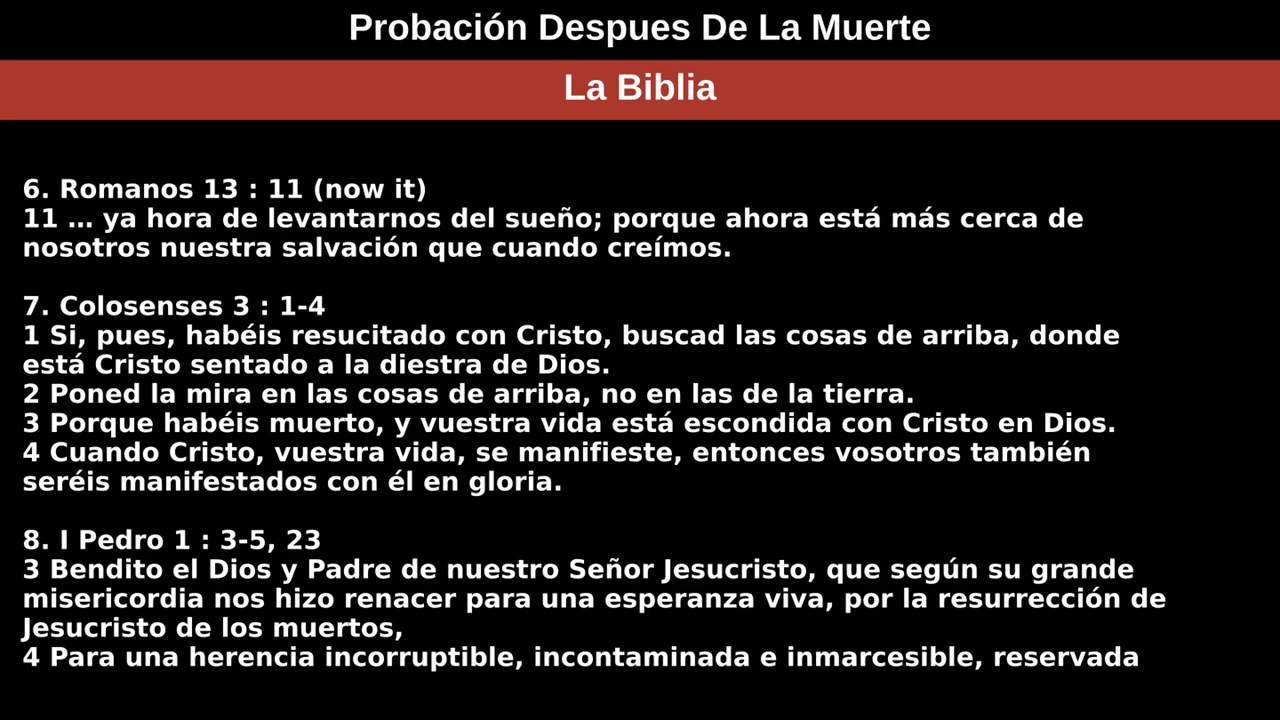 Probación Despues De La Muerte
La Biblia
6. Romanos 13 : 11 (now it)
11 ... ya hora de levantarnos del sueño; porque ahora está más cerca de
nosotros nuestra salvación que cuando creímos.
7. Colosenses 3 : 1-4
1 Si, pues, habéis resucitado con Cristo, buscad las cosas de arriba, donde
está Cristo sentado a la diestra de Dios.
2 Poned la mira en las cosas de arriba, no en las de la tierra.
3 Porque habéis muerto, y vuestra vida está escondida con Cristo en Dios.
4 Cuando Cristo, vuestra vida, se manifieste, entonces vosotros también
seréis manifestados con él en gloria.
8. I Pedro 1 : 3-5, 23
3 Bendito el Dios y Padre de nuestro Señor Jesucristo, que según su grande
misericordia nos hizo renacer para una esperanza viva, por la resurrección de
Jesucristo de los muertos,
4 Para una herencia incorruptible, incontaminada e inmarcesible, reservada